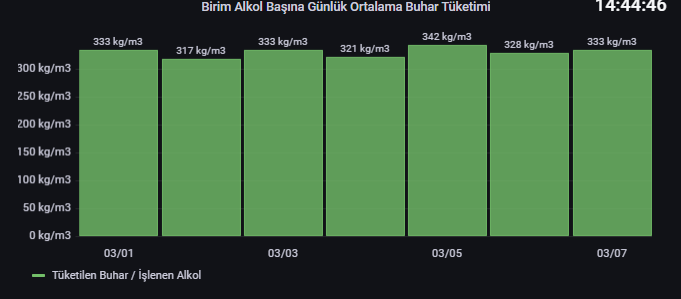 Birim Alkol Başına Günlük Ortalama Buhar Tüketimi
14:44:46
333 kg/m3 317 kg/m3 333 kg/m3 321 kg/m3 342 kg/m3 328 kg/m3 333 kg/m3
300 kg/m3
250 kg/m3
200 kg/m3
150 kg/m3
100 kg/m3
50 kg/m3
0 kg/m3
03/01 03/03 03/05 03/07
Tüketilen Buhar / İşlenen Alkol